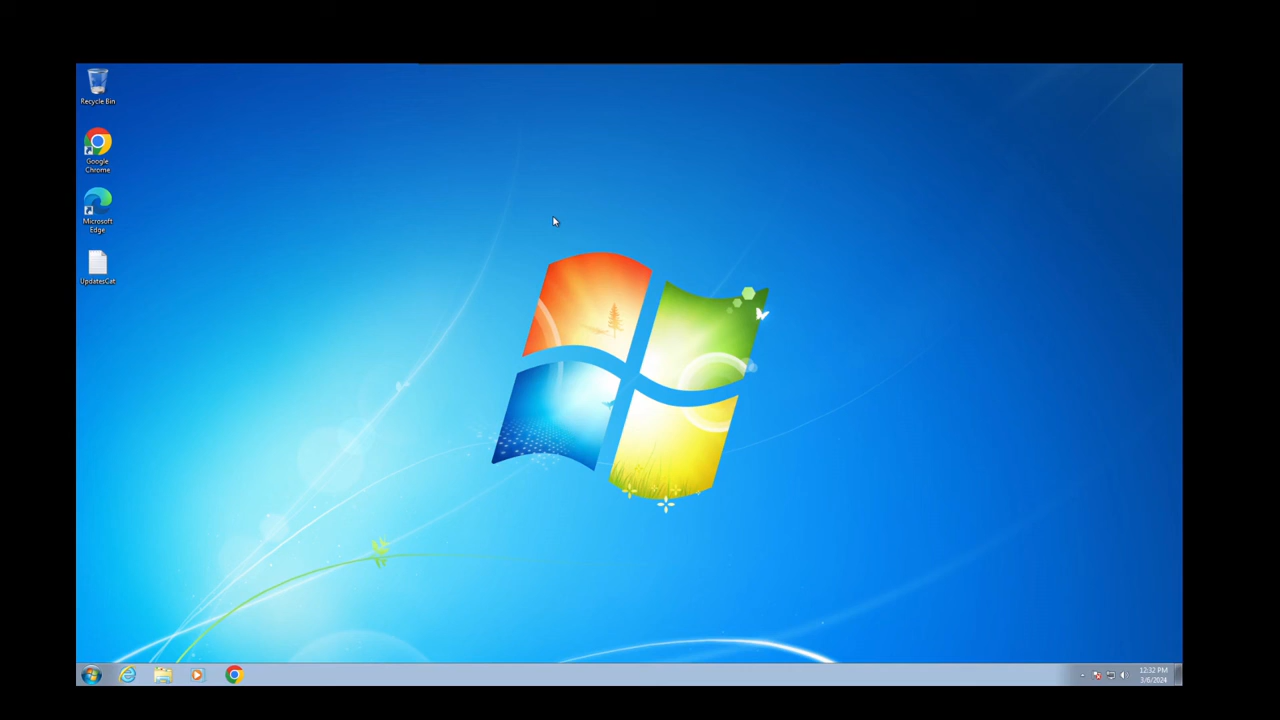 Recycle Bin
Google
Chrome
Microsoft
Edge
UpdatesCat
12:32 PM
3/6/2024